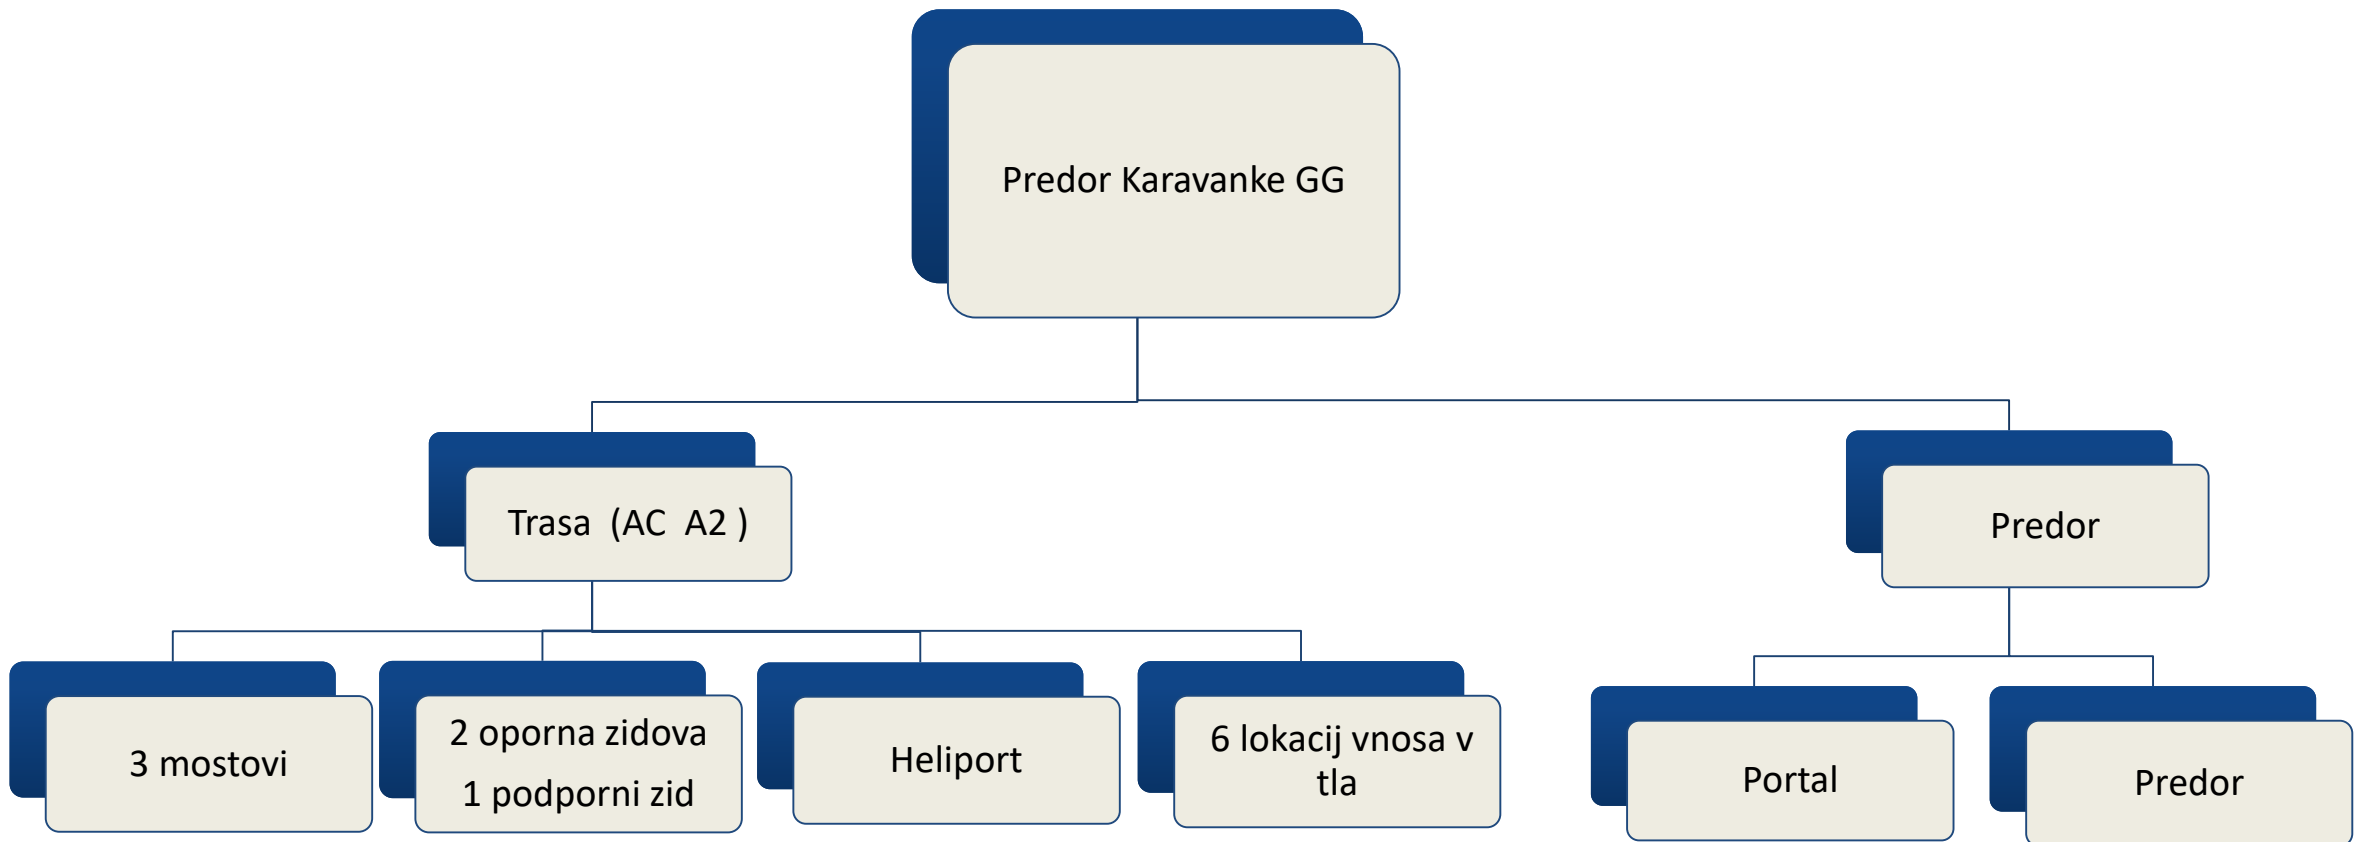 Predor Karavanke GG
Trasa  (AC  A2 )
Predor
3 mostovi
2 oporna zidova
1 podporni zid
Heliport
6 lokacij vnosa v
tla
Portal
Predor